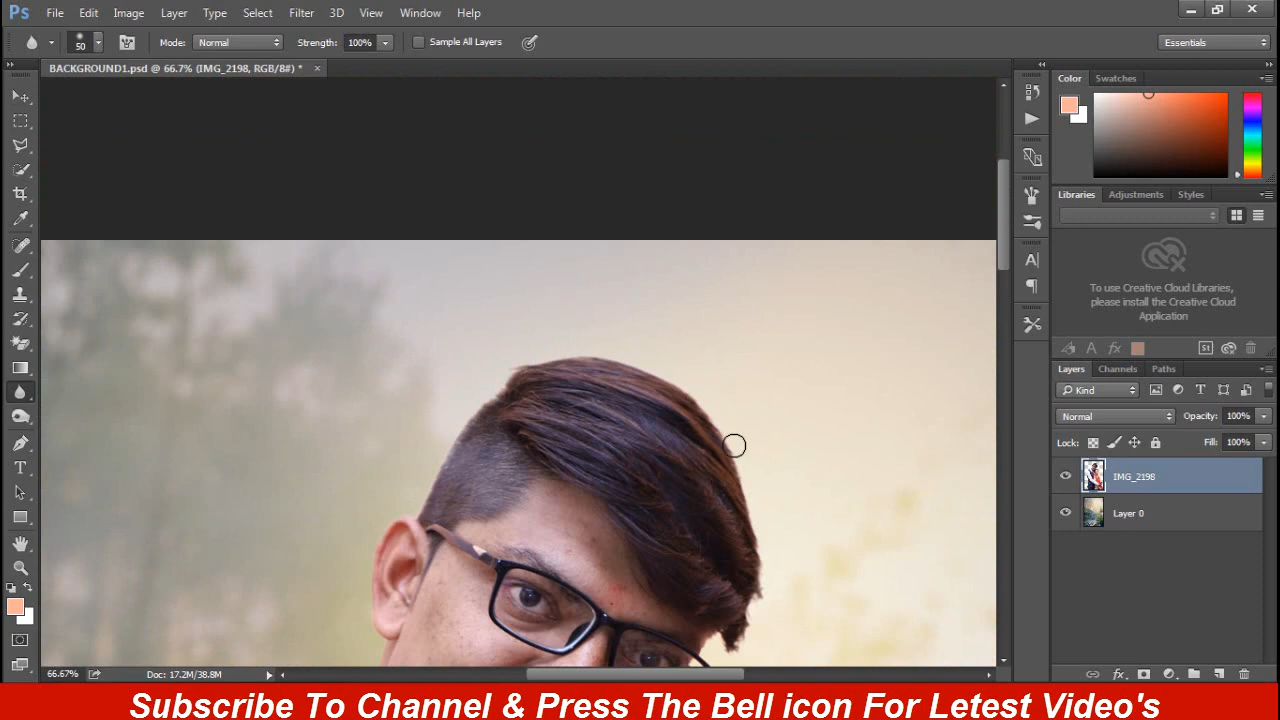 Ps File Edit Image Layer Type Select Filter 3D View Window Help
50 Mode: Normal Strength: 100% Sample All Layers Essentials
BACKGROUND1.psd @ 66.7% (IMG_2198, RGB/8#) * ×
Color Swatches
Libraries Adjustments Styles
To use Creative Cloud Libraries,
please install the Creative Cloud
Application
St
Layers Channels Paths
Kind
Normal Opacity: 100%
Lock: Fill: 100%
IMG_2198
Layer 0
66.67% Doc: 17.2M/38.8M
Subscribe To Channel & Press The Bell icon For Letest Video's